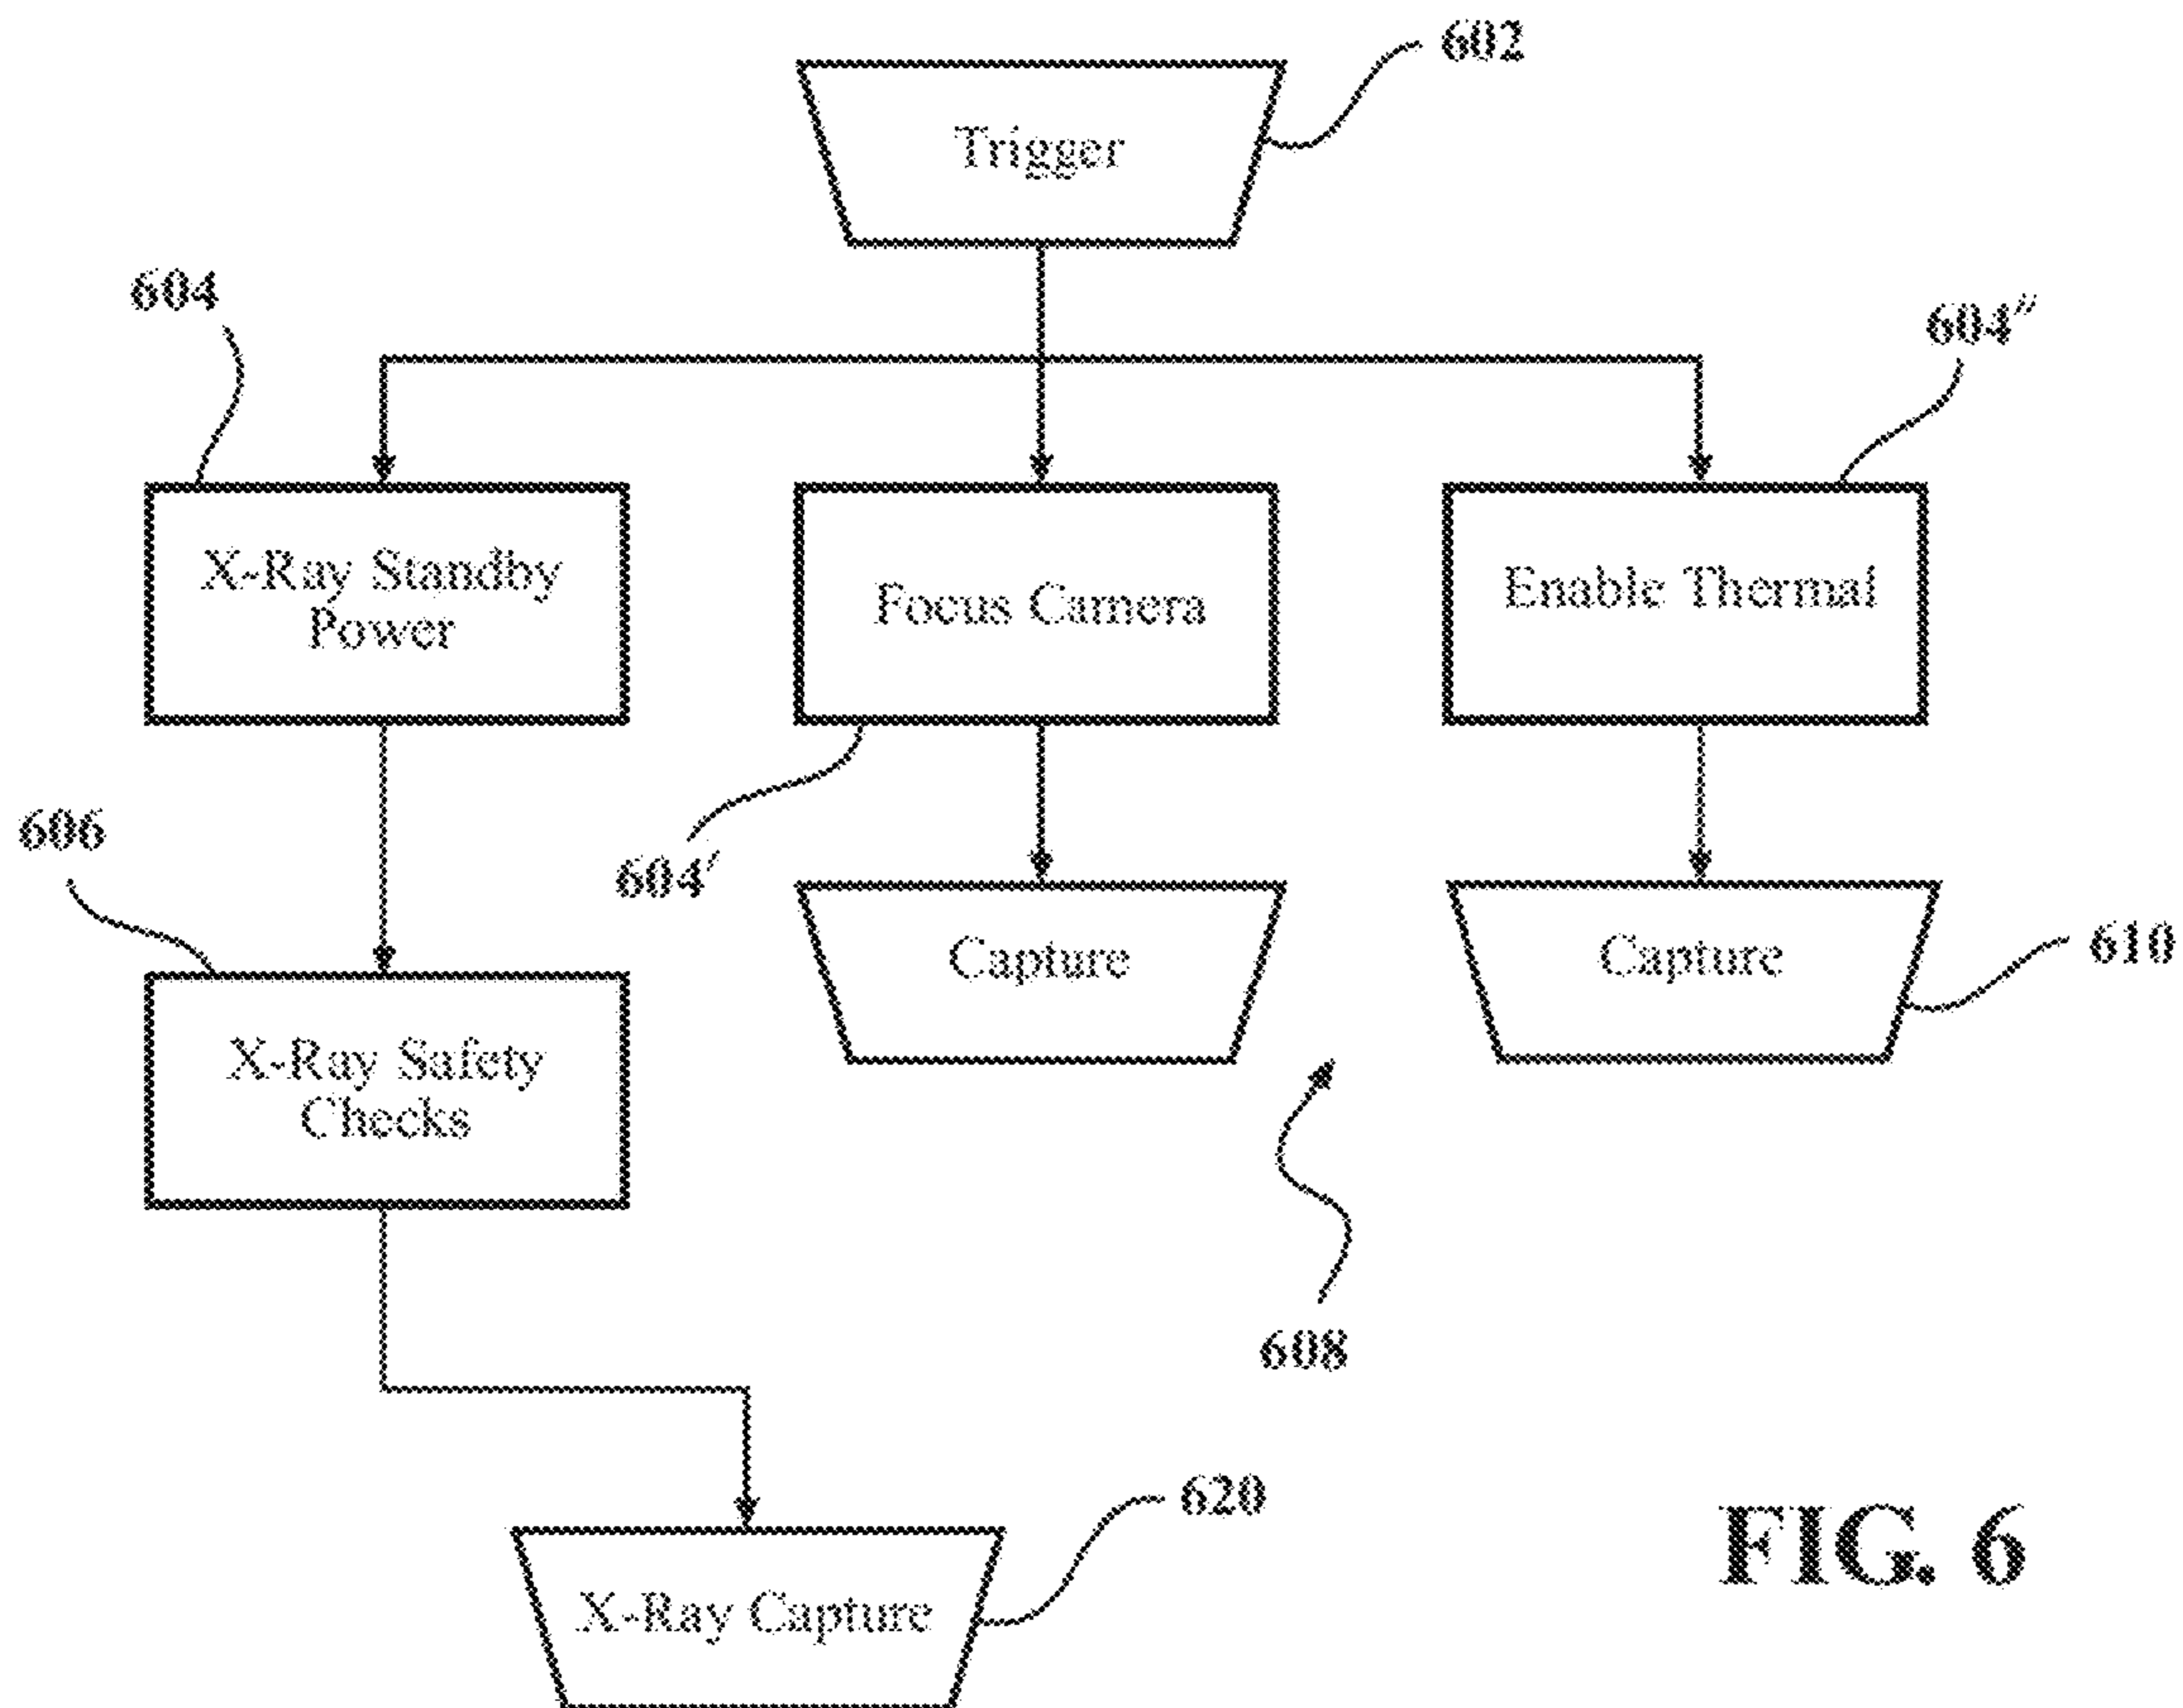 602
Trigger
604
604″
X-Ray Standby
Power
Focus Camera
Enable Thermal
606
604′
Capture
Capture
610
X-Ray Safety
Checks
608
620
X-Ray Capture
FIG. 6